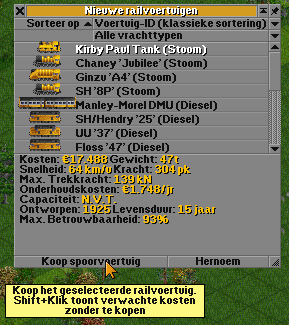 Nieuwe railvoertuigen
Sorteer op Voertuig-ID (klassieke sortering)
Alle vrachttypen
Kirby Paul Tank (Stoom)
Chaney 'Jubilee' (Stoom)
Ginzu 'A4' (Stoom)
SH '8P' (Stoom)
Manley-Morel DMU (Diesel)
SH/Hendry '25' (Diesel)
UU '37' (Diesel)
Floss '47' (Diesel)
Kosten: €17.488 Gewicht: 47t
Snelheid: 64 km/u Kracht: 304 pk
Max. Trekkracht: 139 kN
Onderhoudskosten: €1.748/jr
Capaciteit: N.V.T.
Ontworpen: 1925 Levensduur: 15 jaar
Max. Betrouwbaarheid: 93%
Koop spoorvoertuig Hernoem
Koop het geselecteerde railvoertuig.
Shift+Klik toont verwachte kosten
zonder te kopen